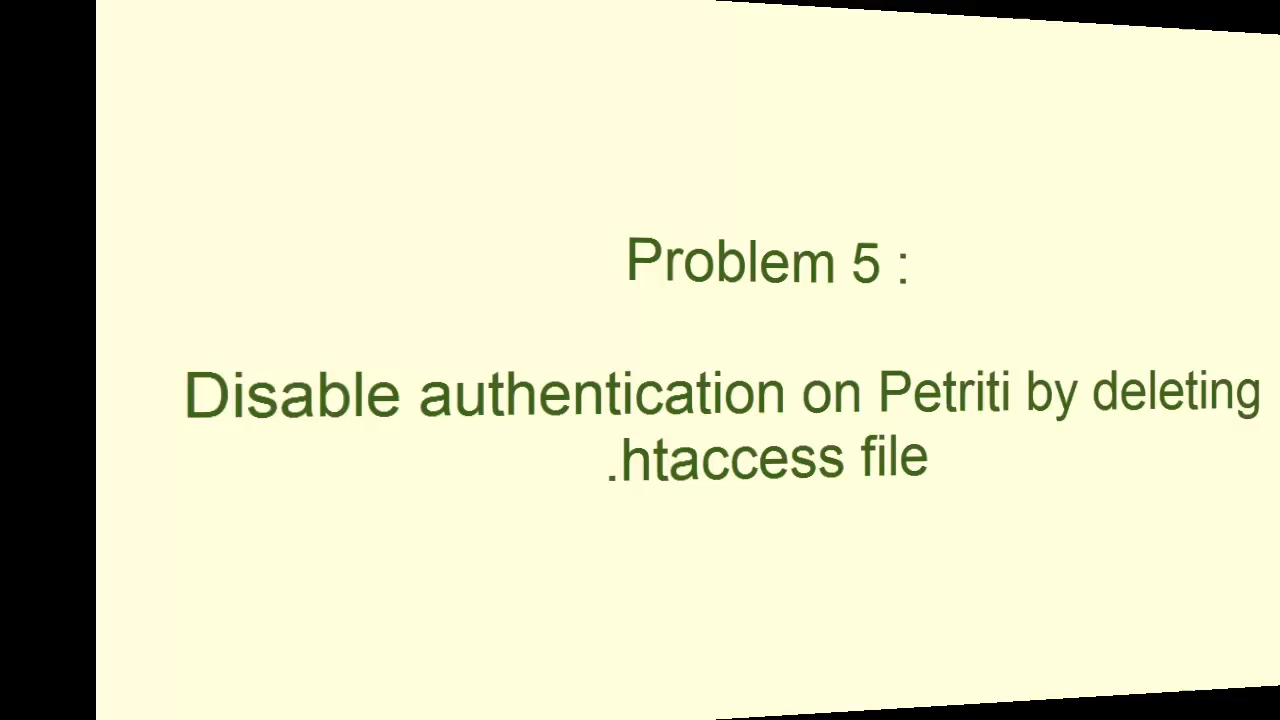 Problem 5 :
Disable authentication on Petriti by deleting
.htaccess file